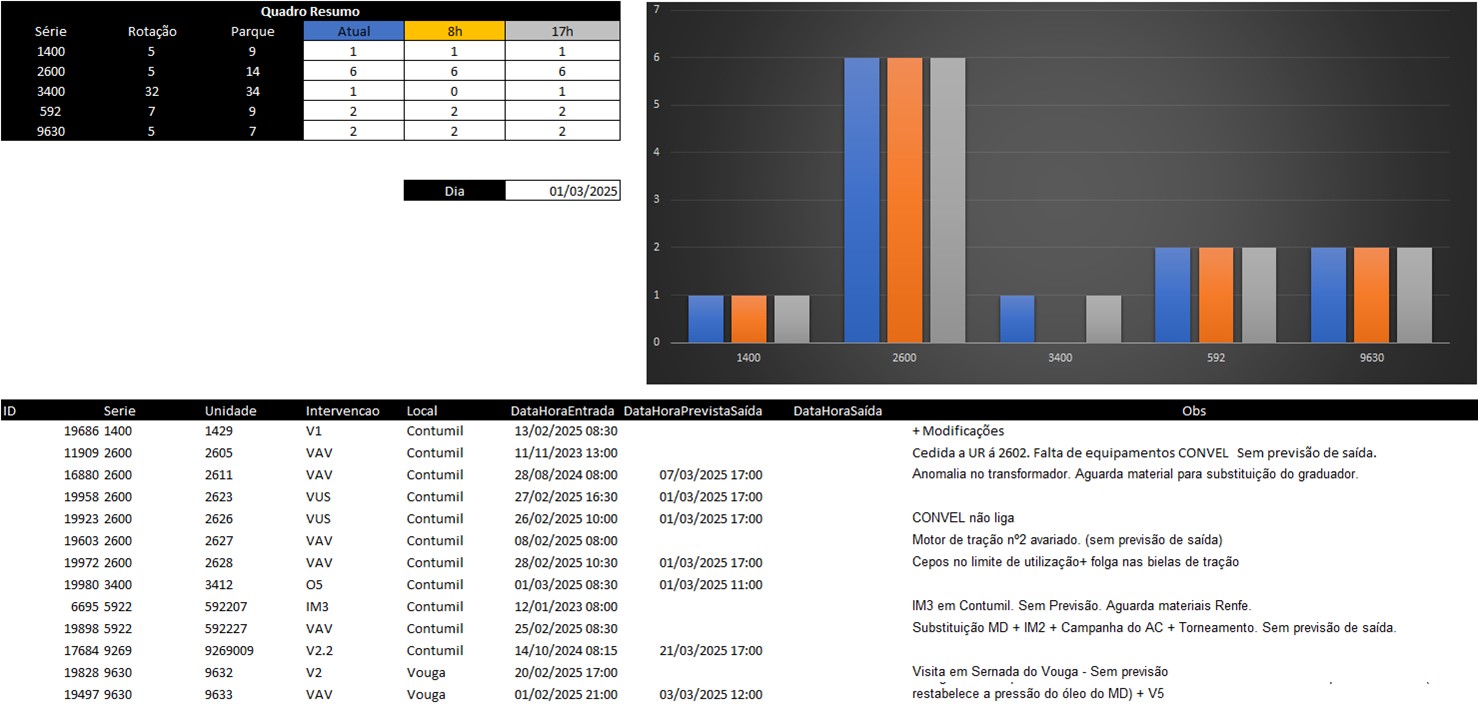 Quadro Resumo
Série Rotação Parque Atual 8h 17h
1400 5 9 1 1 1
2600 5 14 6 6 6
3400 32 34 1 0 1
592 7 9 2 2 2
9630 5 7 2 2 2
Dia 01/03/2025
7
6
5
4
3
2
1
0
1400 2600 3400 592 9630
ID Serie Unidade Intervencao Local DataHoraEntrada DataHoraPrevistaSaída DataHoraSaída Obs
19686 1400 1429 V1 Contumil 13/02/2025 08:30 + Modificações
11909 2600 2605 VAV Contumil 11/11/2023 13:00 Cedida a UR á 2602. Falta de equipamentos CONVEL Sem previsão de saída.
16880 2600 2611 VAV Contumil 28/08/2024 08:00 07/03/2025 17:00 Anomalia no transformador. Aguarda material para substituição do graduador.
19958 2600 2623 VUS Contumil 27/02/2025 16:30 01/03/2025 17:00
19923 2600 2626 VUS Contumil 26/02/2025 10:00 01/03/2025 17:00 CONVEL não liga
19603 2600 2627 VAV Contumil 08/02/2025 08:00 Motor de tração nº2 avariado. (sem previsão de saída)
19972 2600 2628 VAV Contumil 28/02/2025 10:30 01/03/2025 17:00 Cepos no limite de utilização+ folga nas bielas de tração
19980 3400 3412 O5 Contumil 01/03/2025 08:30 01/03/2025 11:00
6695 5922 592207 IM3 Contumil 12/01/2023 08:00 IM3 em Contumil. Sem Previsão. Aguarda materiais Renfe.
19898 5922 592227 VAV Contumil 25/02/2025 08:30 Substituição MD + IM2 + Campanha do AC + Torneamento. Sem previsão de saída.
17684 9269 9269009 V2.2 Contumil 14/10/2024 08:15 21/03/2025 17:00
19828 9630 9632 V2 Vouga 20/02/2025 17:00 Visita em Sernada do Vouga - Sem previsão
19497 9630 9633 VAV Vouga 01/02/2025 21:00 03/03/2025 12:00 restabelece a pressão do óleo do MD) + V5